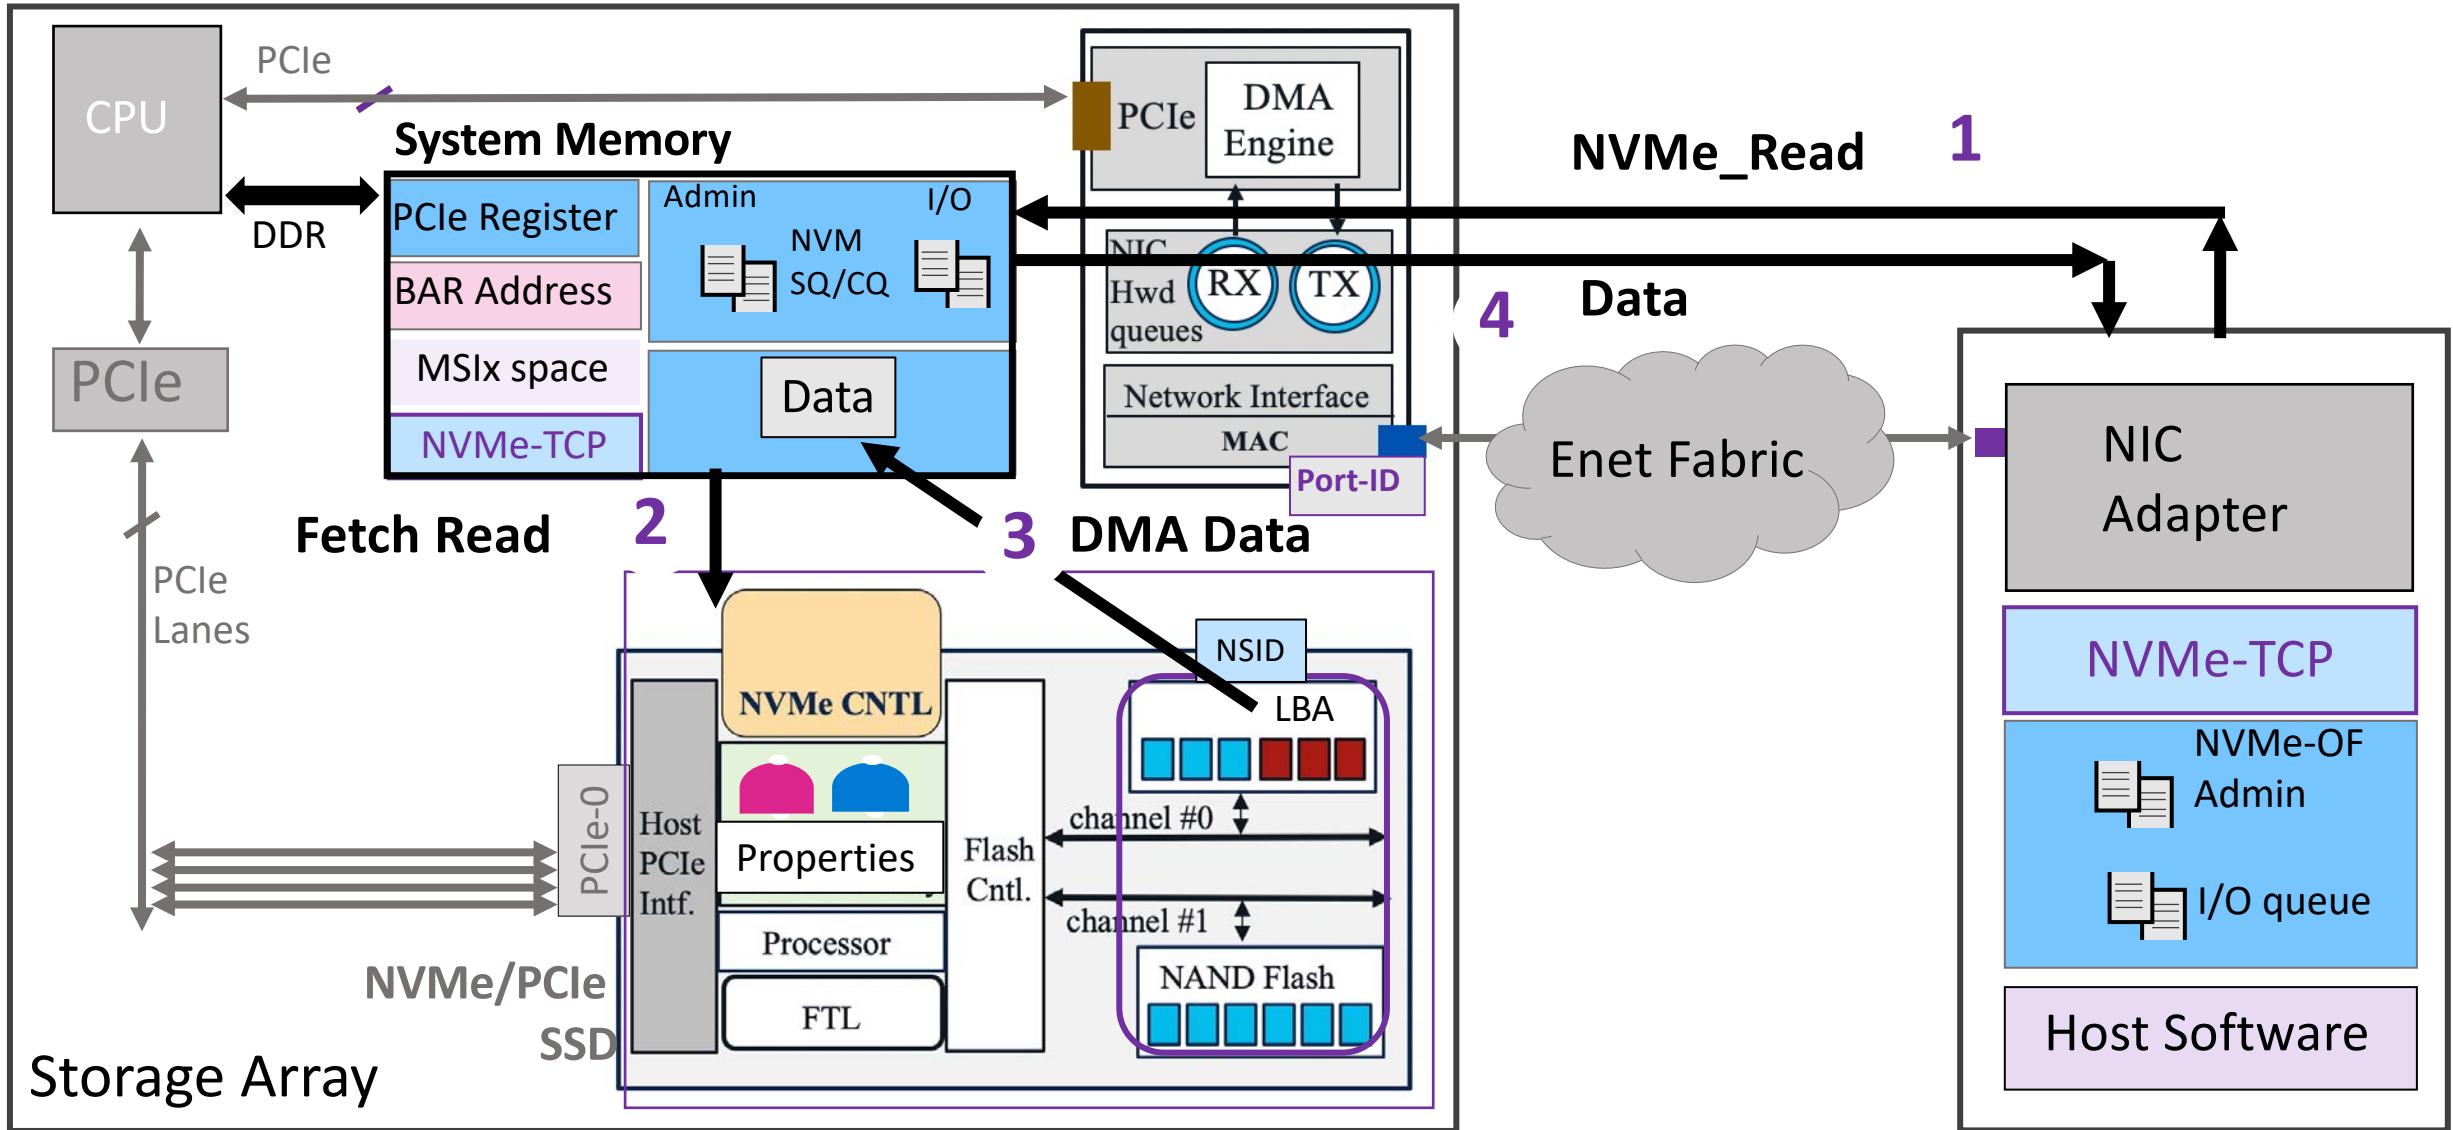 CPU
PCIe
System Memory
DDR
PCIe Register
BAR Address
MSIx space
NVMe-TCP
Admin
I/O
NVM
SQ/CQ
Data
PCIe
DMA
Engine
NIC
Hwd
queues
RX
TX
Network Interface
MAC
Port-ID
NVMe_Read
1
Data
4
Enet Fabric
NIC
Adapter
NVMe-TCP
NVMe-OF
Admin
I/O queue
Host Software
PCIe
PCIe
Lanes
Fetch Read
2
3
DMA Data
NVMe CNTL
NSID
LBA
PCIe-0
Host
PCIe
Intf.
Properties
Processor
FTL
Flash
Cntl.
channel #0
channel #1
NAND Flash
NVMe/PCIe
SSD
Storage Array